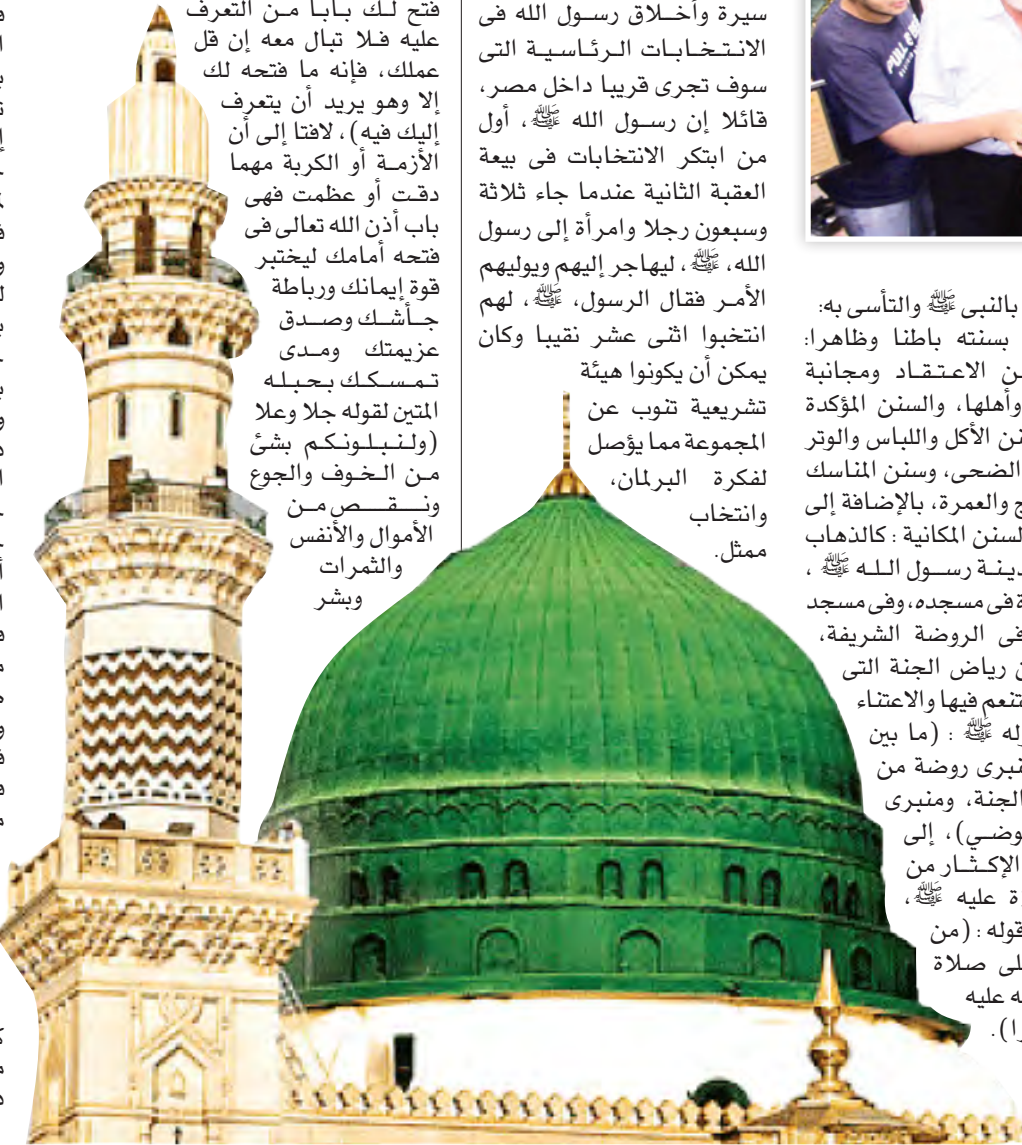 PULL &
بالنبى ﷺ والتأسى به:
بسنته باطنا وظاهرا:
الاعتقاد ومجانبة
وأهلها، والسنن المؤكدة
الأكل واللباس والوتر
الضحى، وسنن المناسك
والعمرة، بالإضافة إلى
السنن المكانية: كالذهاب
رسول الله ﷺ،
فى مسجده، وفى مسجد
فى الروضة الشريفة،
رياض الجنة التى
فيها والاعتناء
ﷺ: (ما بين
روضة من
الجنة، ومنبرى
إلى
الإكثار من
عليه ﷺ،
قوله: (من
صلاة
عليه
سيرة وأخلاق رسول الله فى
الانتخابات الرئاسية التى
سوف تجرى قريبا داخل مصر،
قائلا إن رسول الله ﷺ، أول
من ابتكر الانتخابات فى بيعة
العقبة الثانية عندما جاء ثلاثة
وسبعون رجلا وامرأة إلى رسول
الله، ﷺ، ليهاجر إليهم ويوليهم
الأمر فقال الرسول، ﷺ، لهم
انتخبوا اثنى عشر نقيبا وكان
يمكن أن يكونوا هيئة
تشريعية تنوب عن
المجموعة مما يؤصل
لفكرة البرلمان،
وانتخاب
ممثل.
فتح لك بابا من التعرف
عليه فلا تبال معه إن قل
عملك، فإنه ما فتحه لك
إلا وهو يريد أن يتعرف
إليك فيه)، لافتا إلى أن
الأزمة أو الكربة مهما
دقت أو عظمت فهى
باب أذن الله تعالى فى
فتحه أمامك ليختبر
قوة إيمانك ورباطة
جأشك وصدق
عزيمتك ومدى
تمسكك بحبله
المتين لقوله جلا وعلا
(ولنبلونكم بشئ
من الخوف والجوع
ونقص من
الأموال والأنفس
والثمرات
وبشر